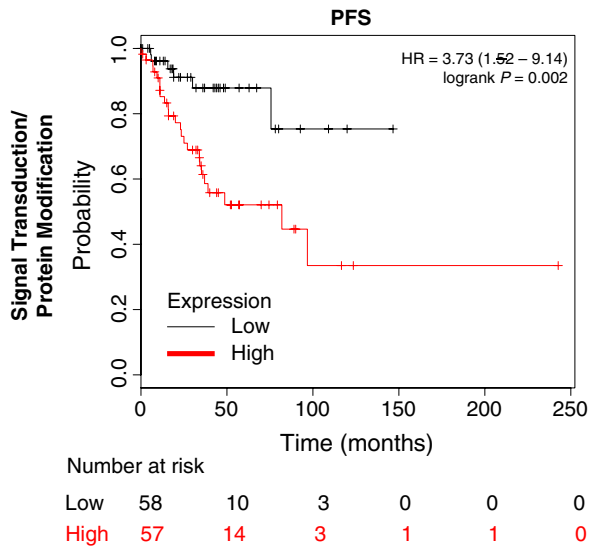 PFS
HR = 3.73 (1.52 – 9.14)
logrank P = 0.002
Signal Transduction/
Protein Modification
Probability
1.0
0.8
0.6
0.4
0.2
0.0
Expression
Low
High
0 50 100 150 200 250
Time (months)
Number at risk
Low 58 10 3 0 0 0
High 57 14 3 1 1 0